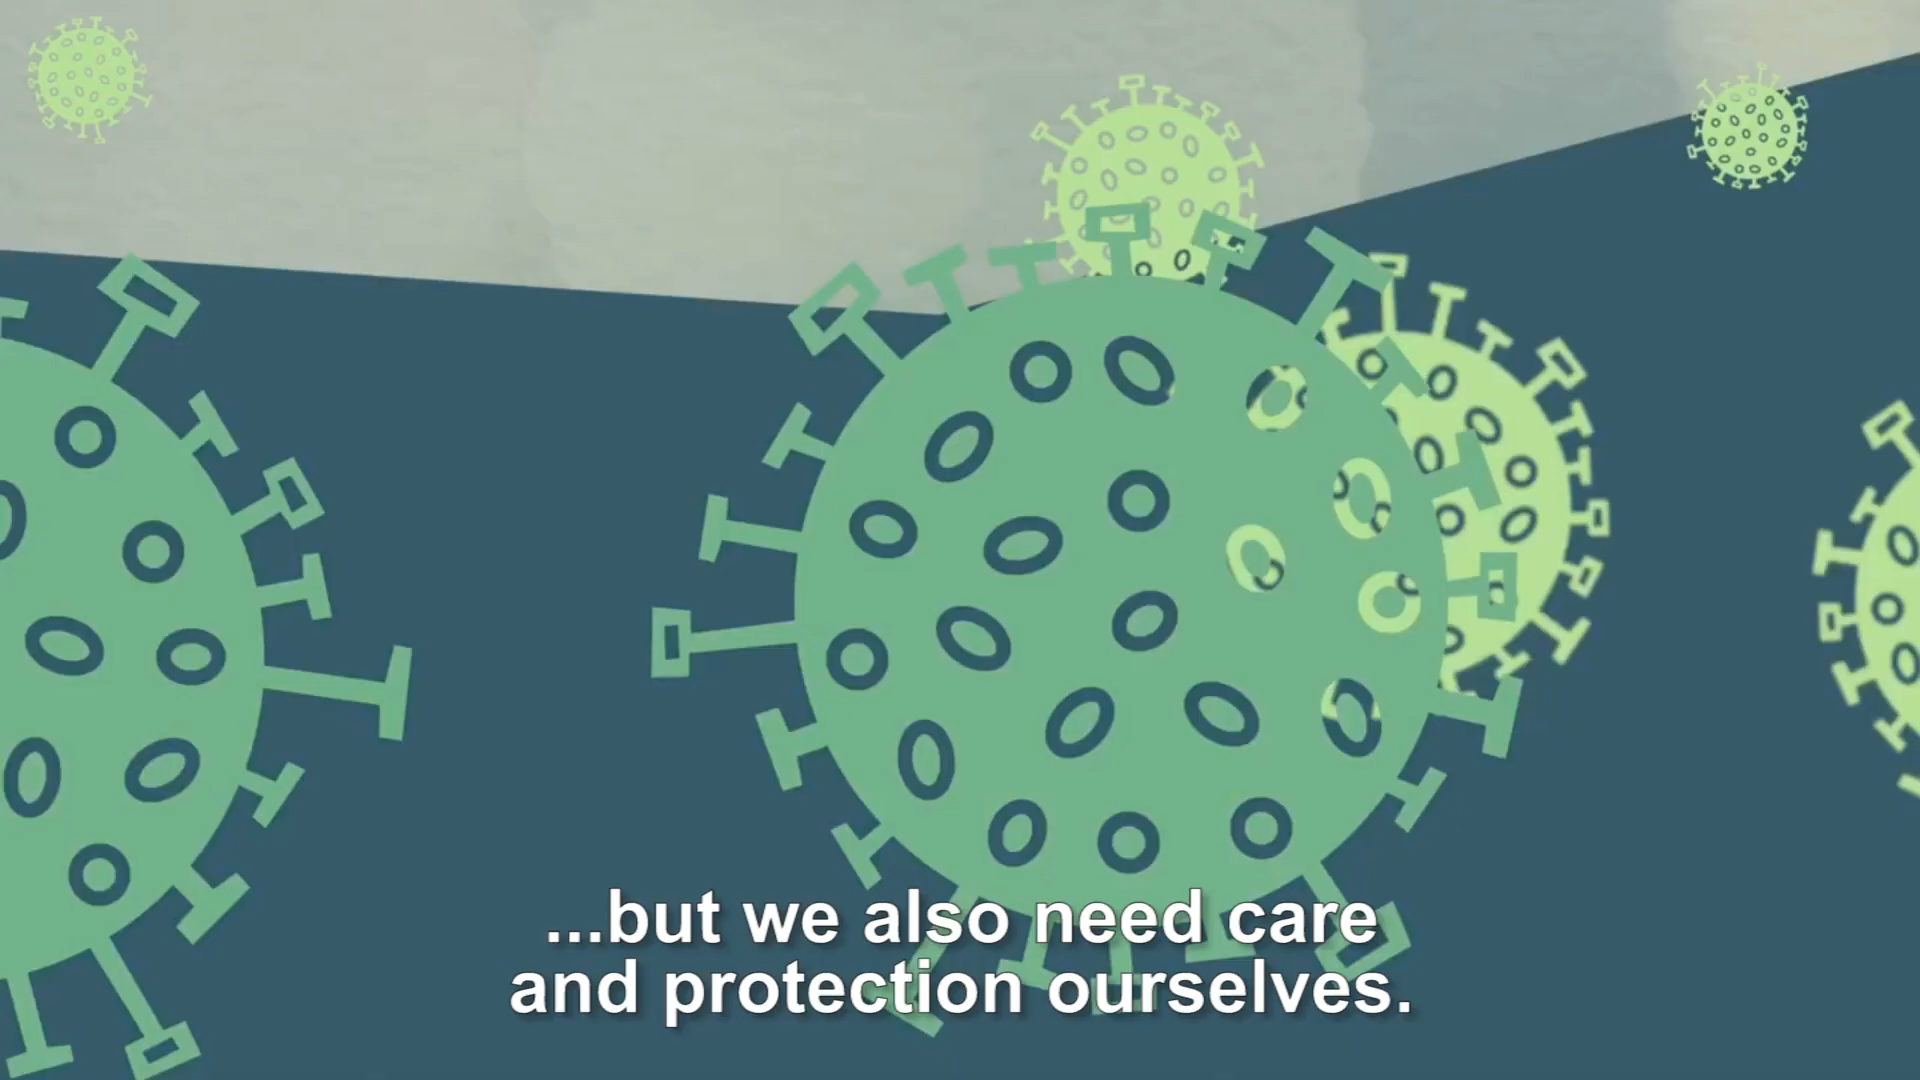 ...but we also need care
and protection ourselves.